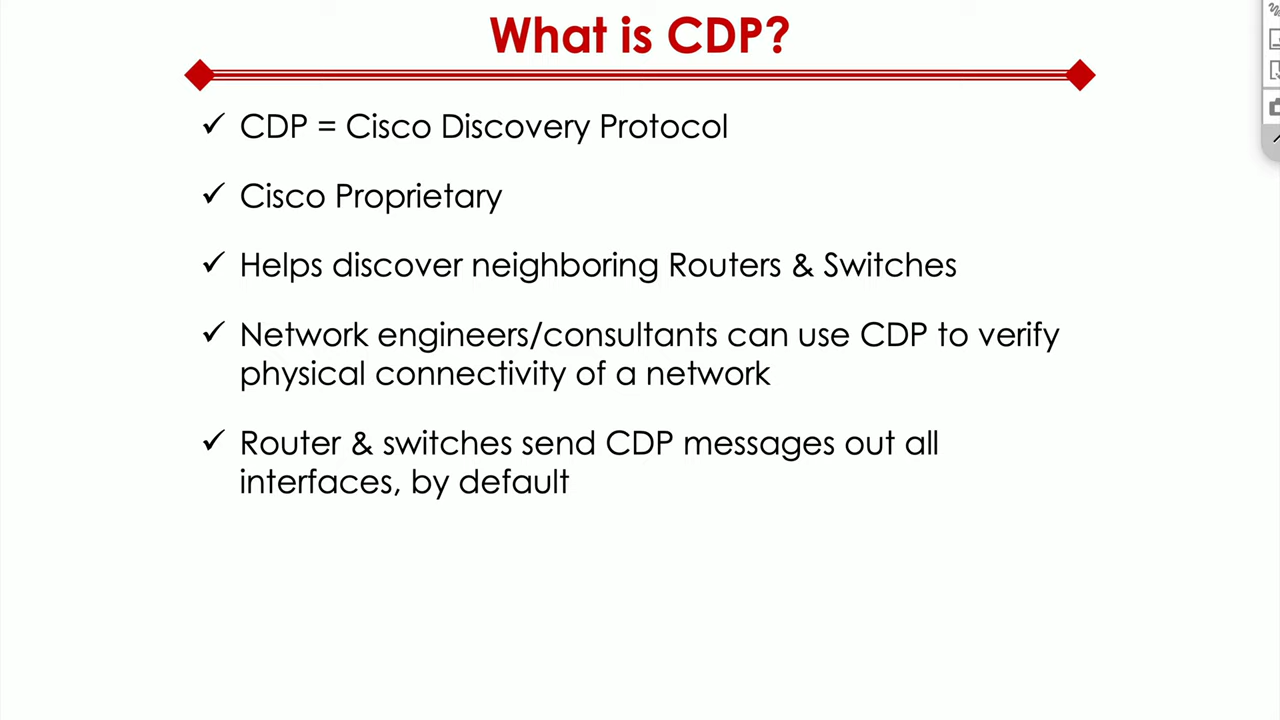 What is CDP?
✓ CDP = Cisco Discovery Protocol
✓ Cisco Proprietary
✓ Helps discover neighboring Routers & Switches
✓ Network engineers/consultants can use CDP to verify
physical connectivity of a network
✓ Router & switches send CDP messages out all
interfaces, by default